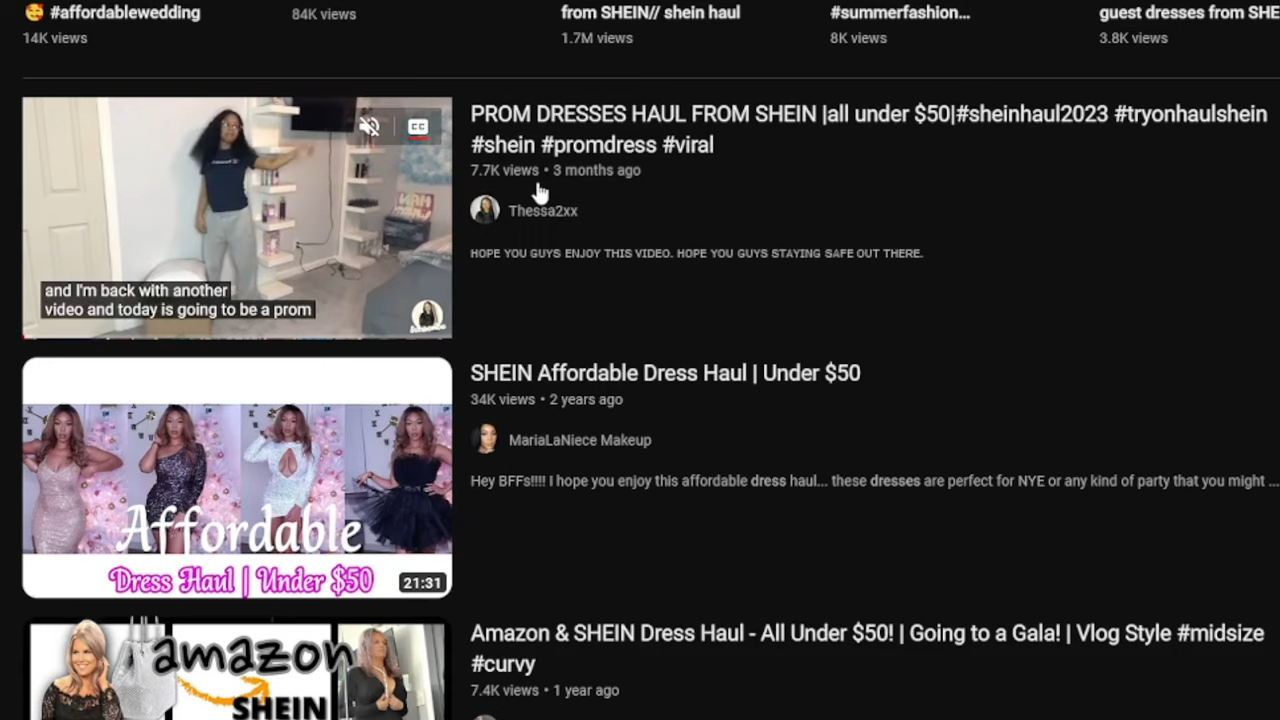 🥰 #affordablewedding
14K views
84K views
from SHEIN// shein haul
1.7M views
#summerfashion...
8K views
guest dresses from SHE
3.8K views
CC
and I'm back with another
video and today is going to be a prom
PROM DRESSES HAUL FROM SHEIN |all under $50|#sheinhaul2023 #tryonhaulshein
#shein #promdress #viral
7.7K views • 3 months ago
Thessa2xx
HOPE YOU GUYS ENJOY THIS VIDEO. HOPE YOU GUYS STAYING SAFE OUT THERE.
Affordable
Dress Haul | Under $50
21:31
SHEIN Affordable Dress Haul | Under $50
34K views • 2 years ago
MariaLaNiece Makeup
Hey BFFs!!!! I hope you enjoy this affordable dress haul... these dresses are perfect for NYE or any kind of party that you might ...
amazon
SHEIN
Amazon & SHEIN Dress Haul - All Under $50! | Going to a Gala! | Vlog Style #midsize
#curvy
7.4K views • 1 year ago